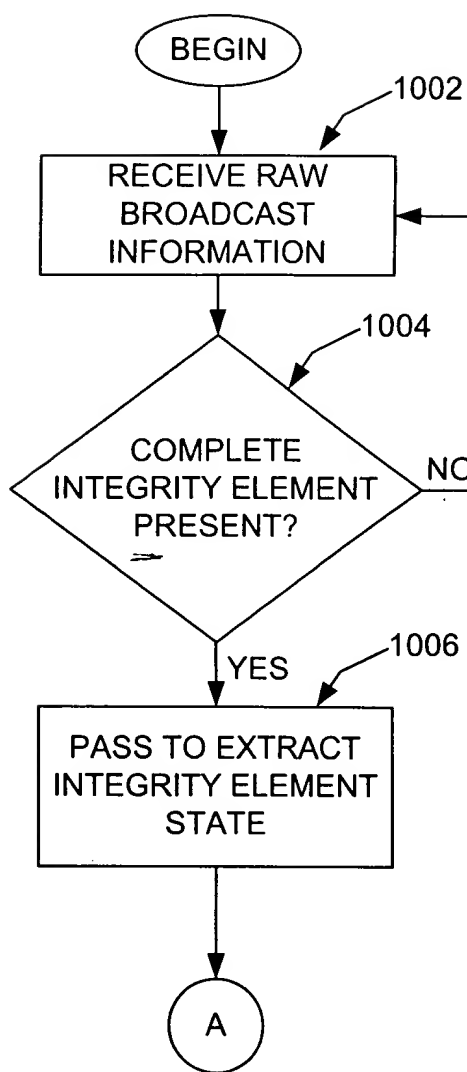 BEGIN
1002
RECEIVE RAW
BROADCAST
INFORMATION
1004
COMPLETE
INTEGRITY ELEMENT
PRESENT?
NO
YES
1006
PASS TO EXTRACT
INTEGRITY ELEMENT
STATE
A